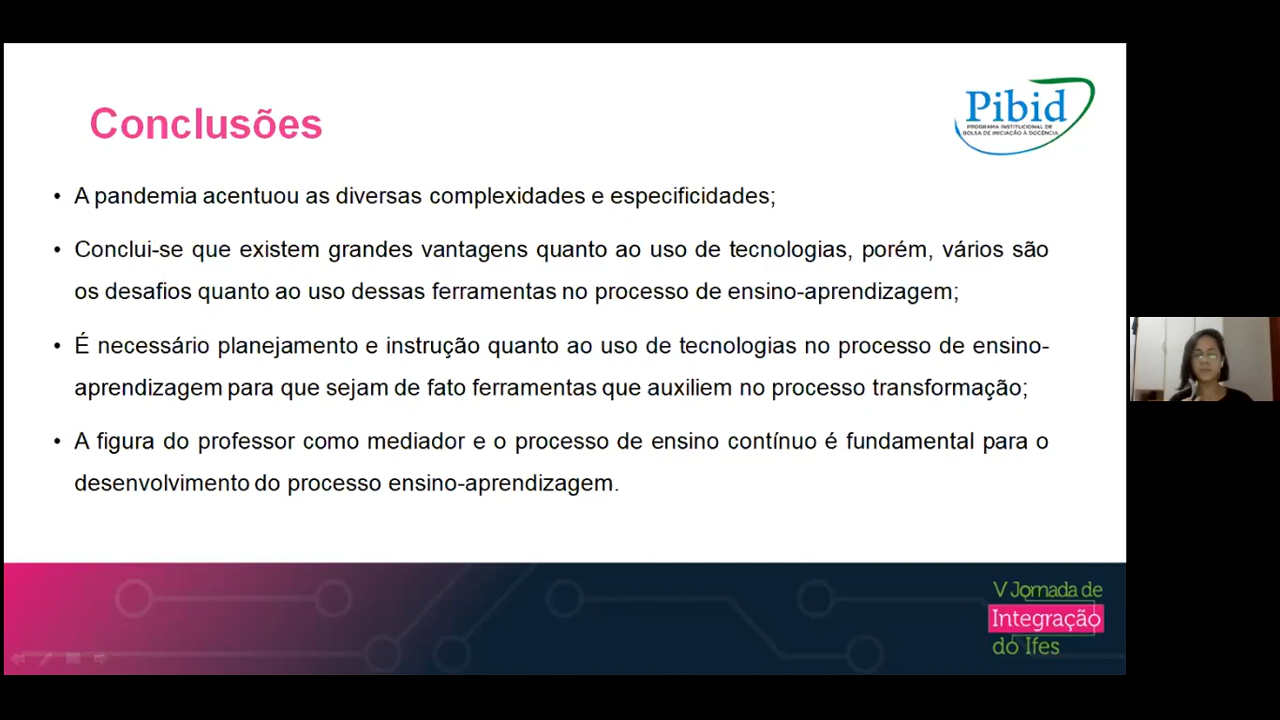 Conclusões
Pibid
PROGRAMA INSTITUCIONAL DE
BOLSA DE INICIAÇÃO À DOCÊNCIA
• A pandemia acentuou as diversas complexidades e especificidades;
• Conclui-se que existem grandes vantagens quanto ao uso de tecnologias, porém, vários são
os desafios quanto ao uso dessas ferramentas no processo de ensino-aprendizagem;
• É necessário planejamento e instrução quanto ao uso de tecnologias no processo de ensino-
aprendizagem para que sejam de fato ferramentas que auxiliem no processo transformação;
• A figura do professor como mediador e o processo de ensino contínuo é fundamental para o
desenvolvimento do processo ensino-aprendizagem.
V Jornada de
Integração
do Ifes